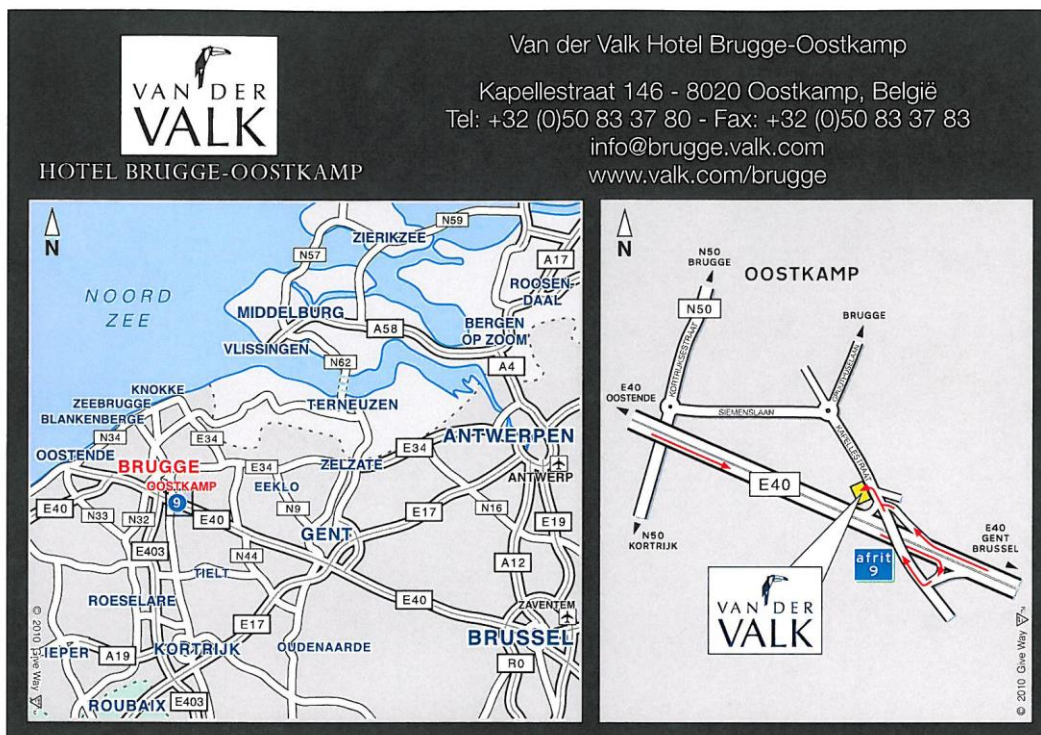 VAN DER
VALK
HOTEL BRUGGE-OOSTKAMP
Van der Valk Hotel Brugge-Oostkamp
Kapellestraat 146 - 8020 Oostkamp, België
Tel: +32 (0)50 83 37 80 - Fax: +32 (0)50 83 37 83
info@brugge.valk.com
www.valk.com/brugge
N
NOORD
ZEE
ZIERIKZEE
N59
N57
A17
ROOSEN-
DAAL
MIDDELBURG
A58
BERGEN
OP ZOOM
VLISSINGEN
N62
A4
KNOKKE
ZEEBRUGGE
BLANKENBERGE
TERNEUZEN
N34
E34
ANTWERPEN
OOSTENDE
BRUGGE
OOSTKAMP
9
E34
ZELZATE
ANTWERP
EEKLO
E40
N33
N32
E40
N9
GENT
E17
N16
E19
E403
N44
A12
TIELT
ROESELARE
E40
ZAVENTEM
E17
BRUSSEL
IEPER
A19
KORTRIJK
OUDENAARDE
R0
ROUBAIX
E403
© 2010 Give Way
N
N50
BRUGGE
OOSTKAMP
N50
BRUGE
KORTRIJKSESTRAAT
E40
OOSTENDE
SIEMENSLAAN
KAPELLESTRAAT
E40
N50
KORTRIJK
afrit
9
E40
GENT
BRUSSEL
VAN DER
VALK
© 2010 Give Way